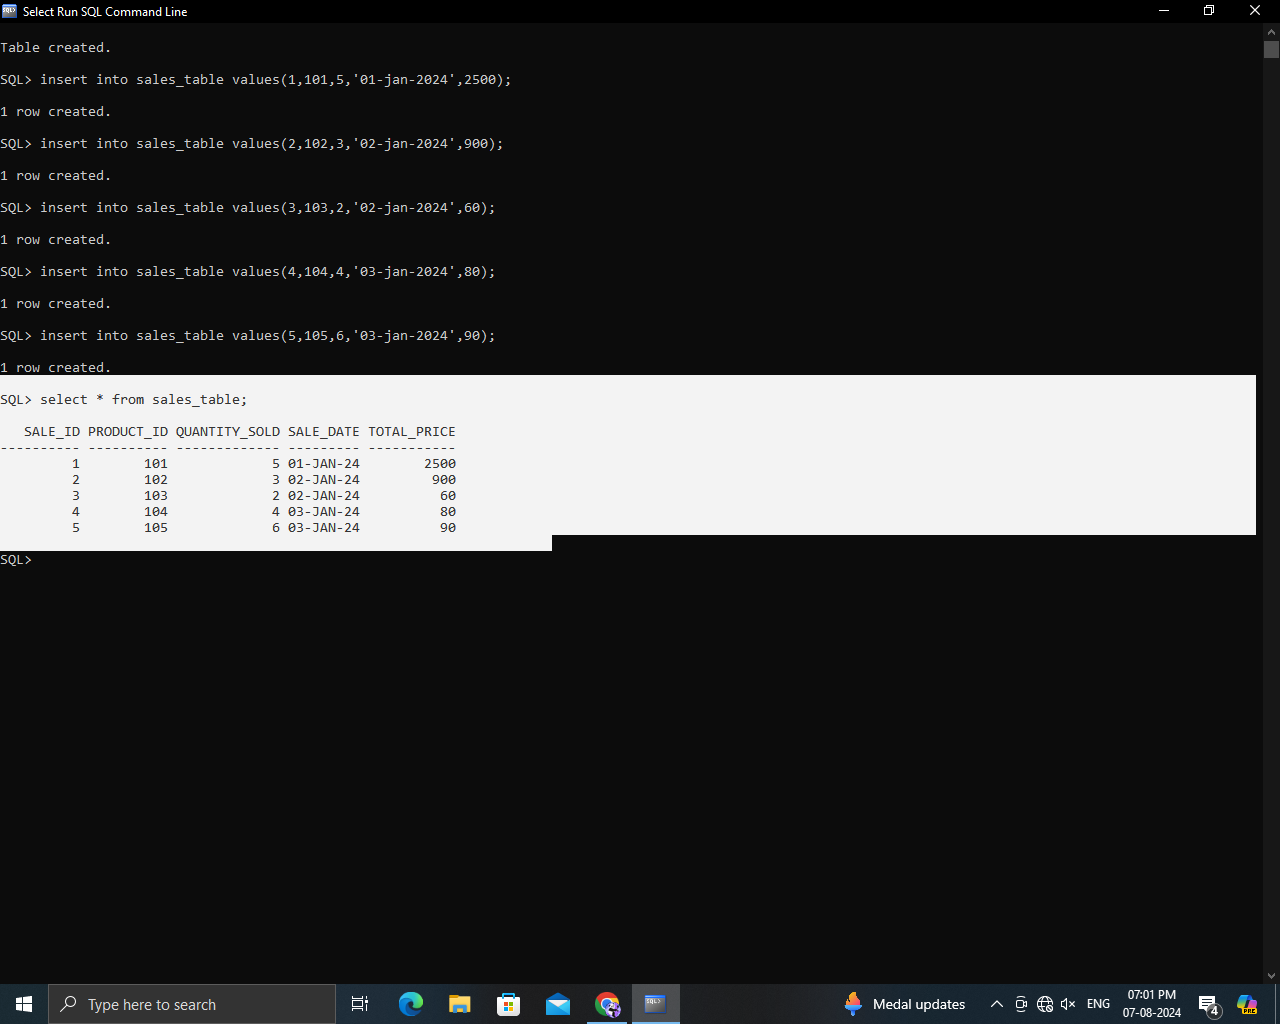 Select Run SQL Command Line
Table created.
SQL> insert into sales_table values(1,101,5,'01-jan-2024',2500);
1 row created.
SQL> insert into sales_table values(2,102,3,'02-jan-2024',900);
1 row created.
SQL> insert into sales_table values(3,103,2,'02-jan-2024',60);
1 row created.
SQL> insert into sales_table values(4,104,4,'03-jan-2024',80);
1 row created.
SQL> insert into sales_table values(5,105,6,'03-jan-2024',90);
1 row created.
SQL> select * from sales_table;
SALE_ID PRODUCT_ID QUANTITY_SOLD SALE_DATE TOTAL_PRICE
---------- ---------- ------------- --------- -----------
1 101 5 01-JAN-24 2500
2 102 3 02-JAN-24 900
3 103 2 02-JAN-24 60
4 104 4 03-JAN-24 80
5 105 6 03-JAN-24 90
SQL>
Type here to search
Medal updates
ENG
07:01 PM
07-08-2024
4